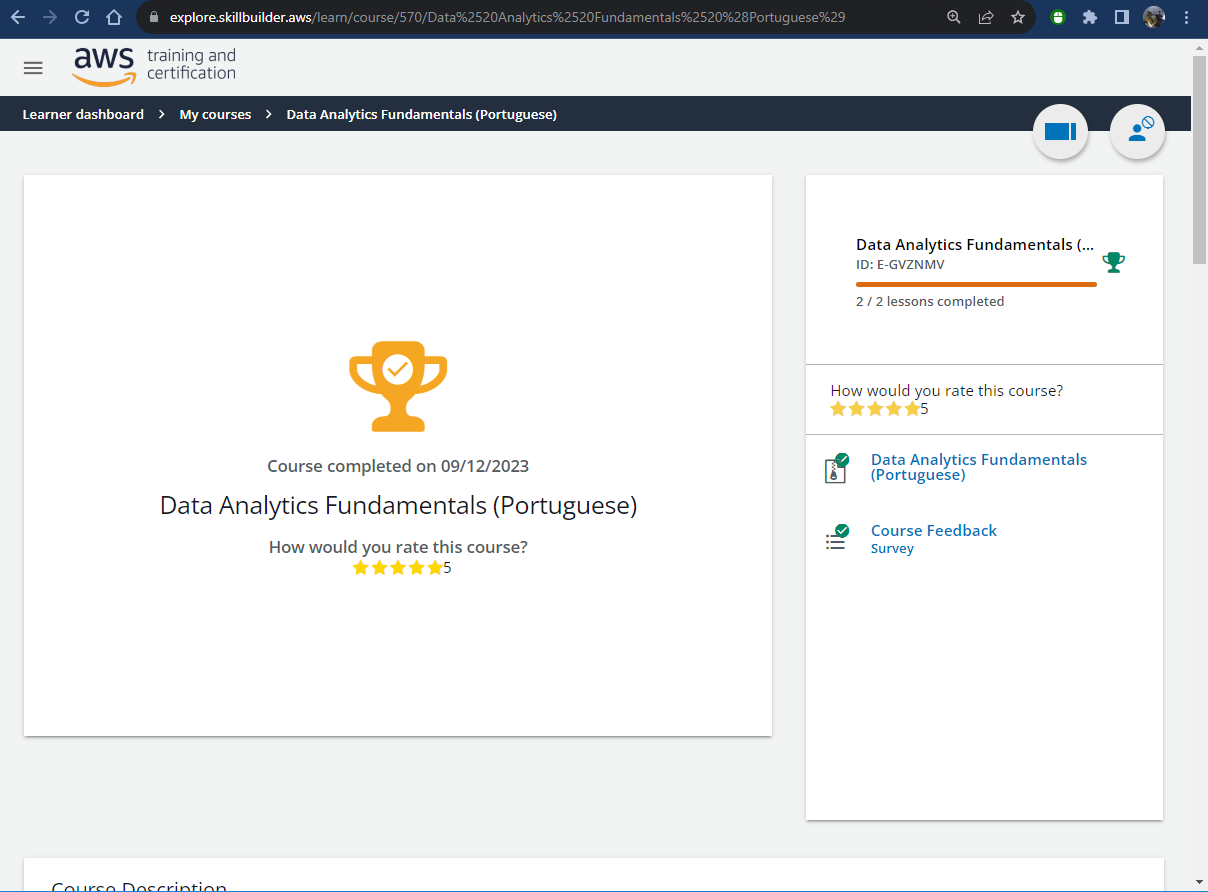 explore.skillbuilder.aws/learn/course/570/Data%2520Analytics%2520Fundamentals%2520%28Portuguese%29
aws training and
certification
Learner dashboard > My courses > Data Analytics Fundamentals (Portuguese)
Course completed on 09/12/2023
Data Analytics Fundamentals (Portuguese)
How would you rate this course?
5
Data Analytics Fundamentals (...
ID: E-GVZNMV
2 / 2 lessons completed
How would you rate this course?
5
Data Analytics Fundamentals
(Portuguese)
Course Feedback
Survey
Course Description